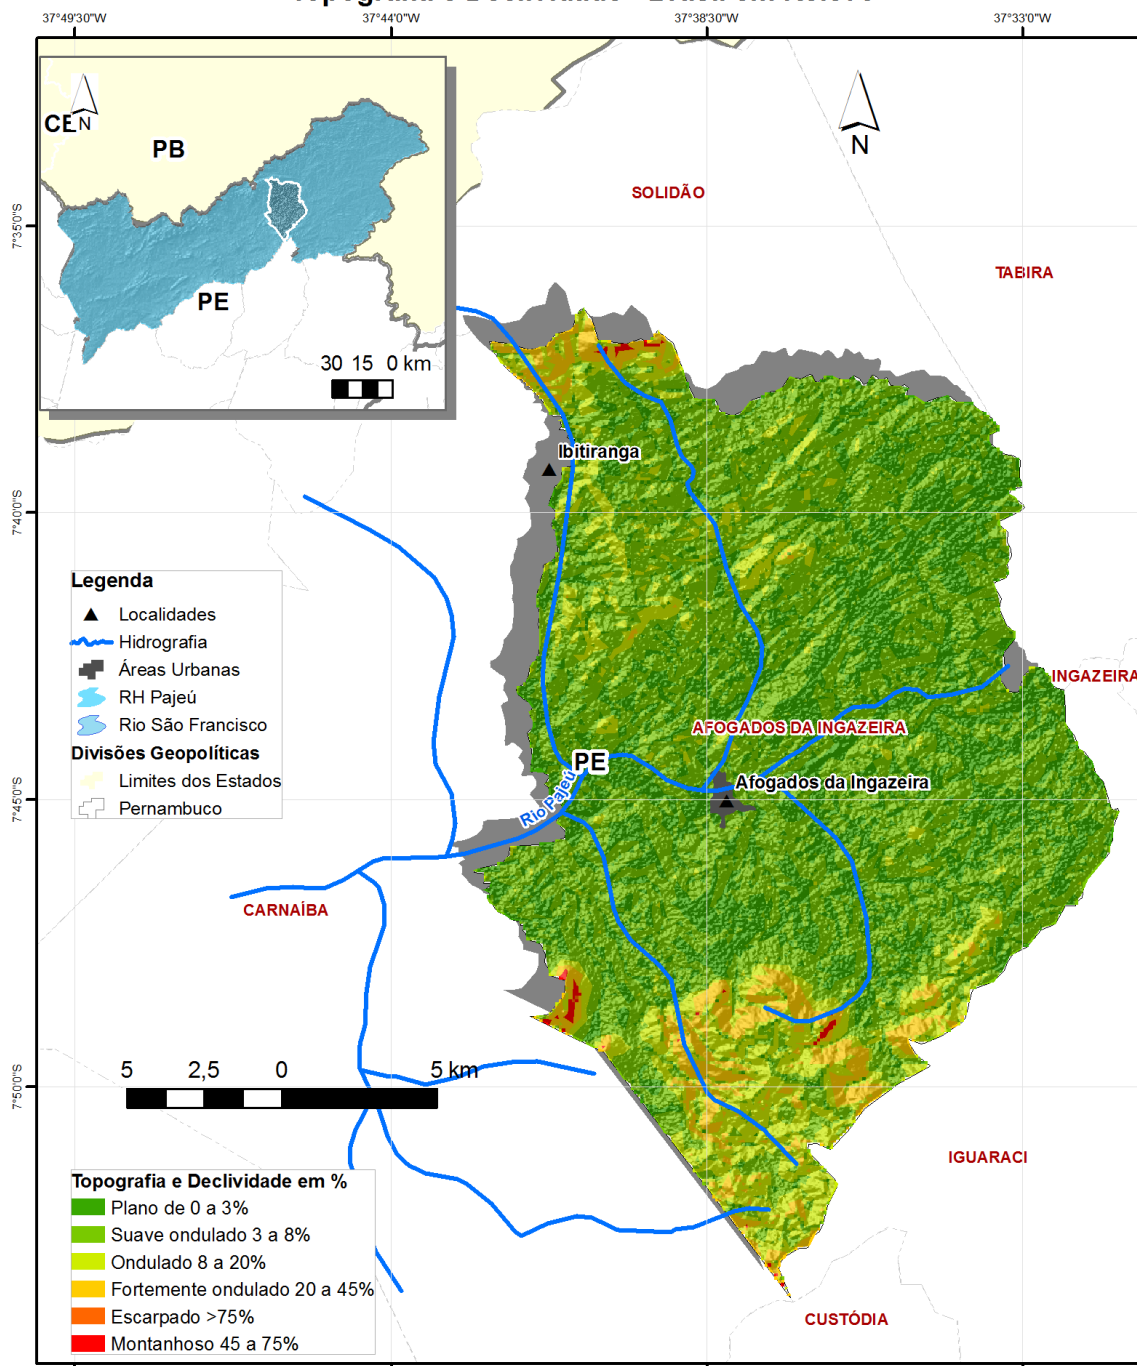 37°49'30"W
37°44'0"W
37°38'30"W
37°33'0"W
CE
N
PB
PE
30 15 0 km
N
SOLIDÃO
TABIRA
7°35'0"S
Ibitiranga
7°40'0"S
Legenda
Localidades
Hidrografia
Áreas Urbanas
RH Pajeú
Rio São Francisco
Divisões Geopolíticas
Limites dos Estados
Pernambuco
INGAZEIRA
AFOGADOS DA INGAZEIRA
PE
Afogados da Ingazeira
Rio Pajeú
7°45'0"S
CARNAÍBA
5 2,5 0 5 km
7°50'0"S
IGUARACI
Topografia e Declividade em %
Plano de 0 a 3%
Suave ondulado 3 a 8%
Ondulado 8 a 20%
Fortemente ondulado 20 a 45%
Escarpado >75%
Montanhoso 45 a 75%
CUSTÓDIA